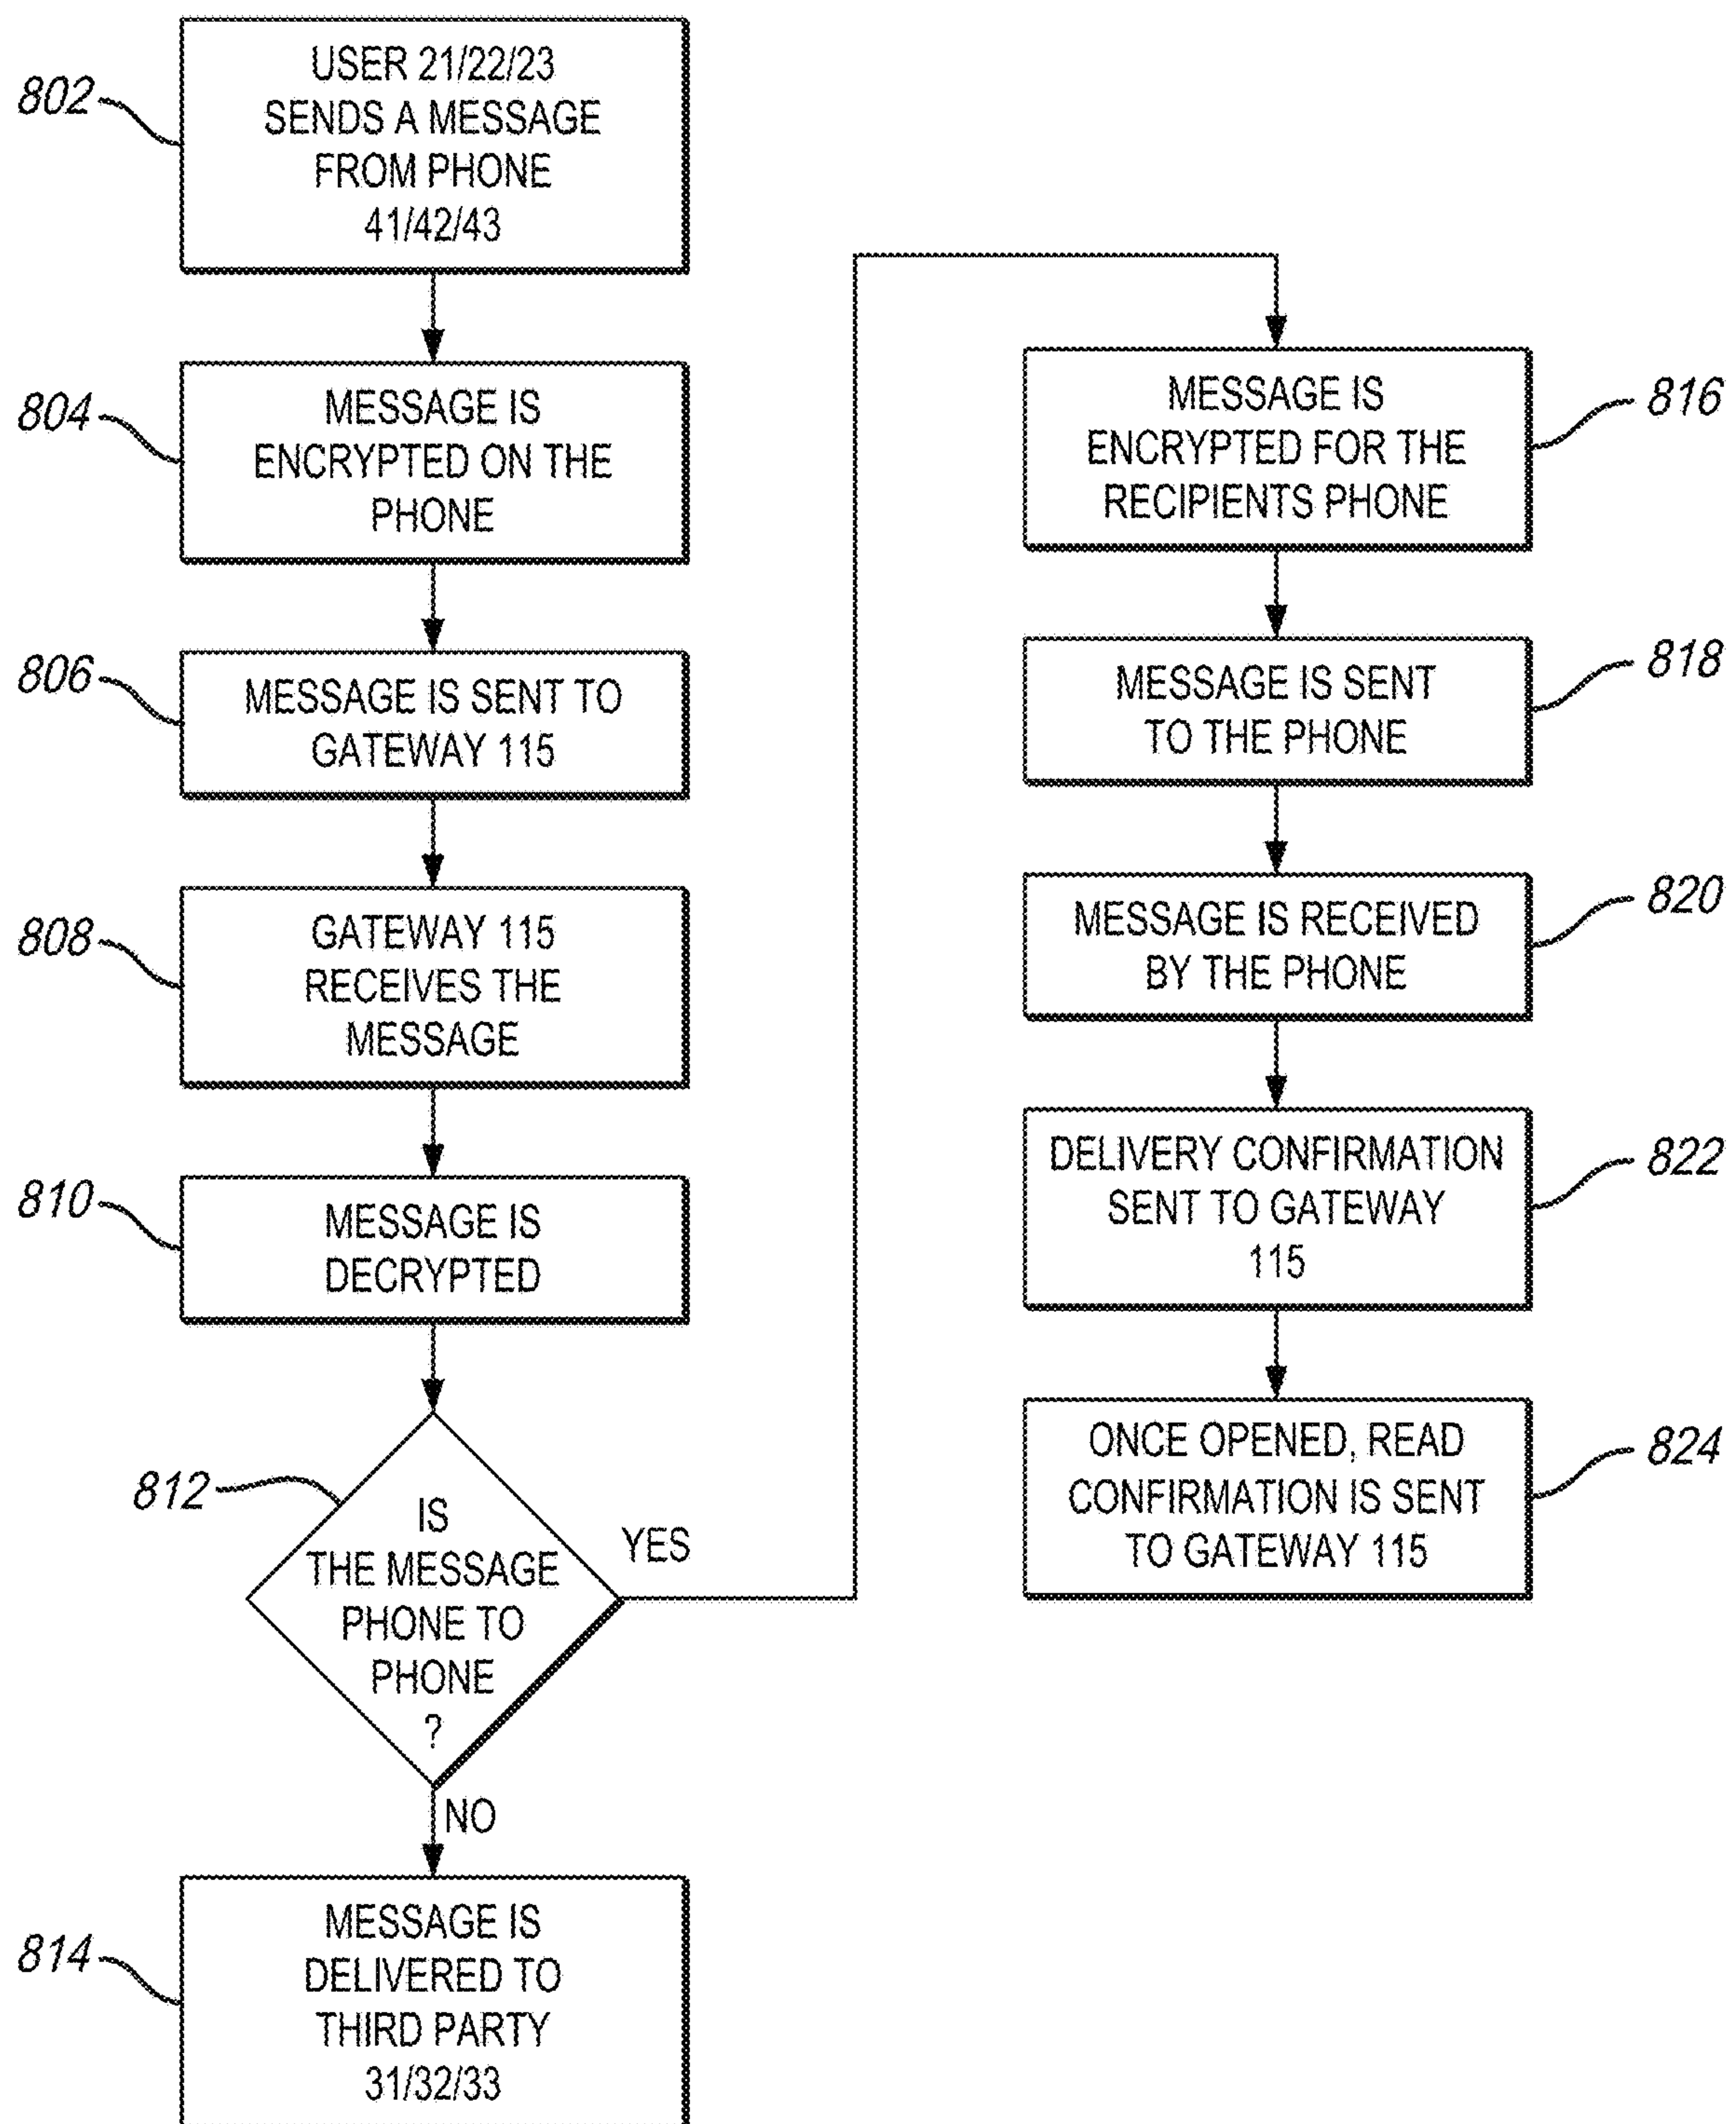 802
USER 21/22/23
SENDS A MESSAGE
FROM PHONE
41/42/43
804
MESSAGE IS
ENCRYPTED ON THE
PHONE
806
MESSAGE IS SENT TO
GATEWAY 115
808
GATEWAY 115
RECEIVES THE
MESSAGE
810
MESSAGE IS
DECRYPTED
812
IS
THE MESSAGE
PHONE TO
PHONE
?
YES
NO
814
MESSAGE IS
DELIVERED TO
THIRD PARTY
31/32/33
816
MESSAGE IS
ENCRYPTED FOR THE
RECIPIENTS PHONE
818
MESSAGE IS SENT
TO THE PHONE
820
MESSAGE IS RECEIVED
BY THE PHONE
822
DELIVERY CONFIRMATION
SENT TO GATEWAY
115
824
ONCE OPENED, READ
CONFIRMATION IS SENT
TO GATEWAY 115